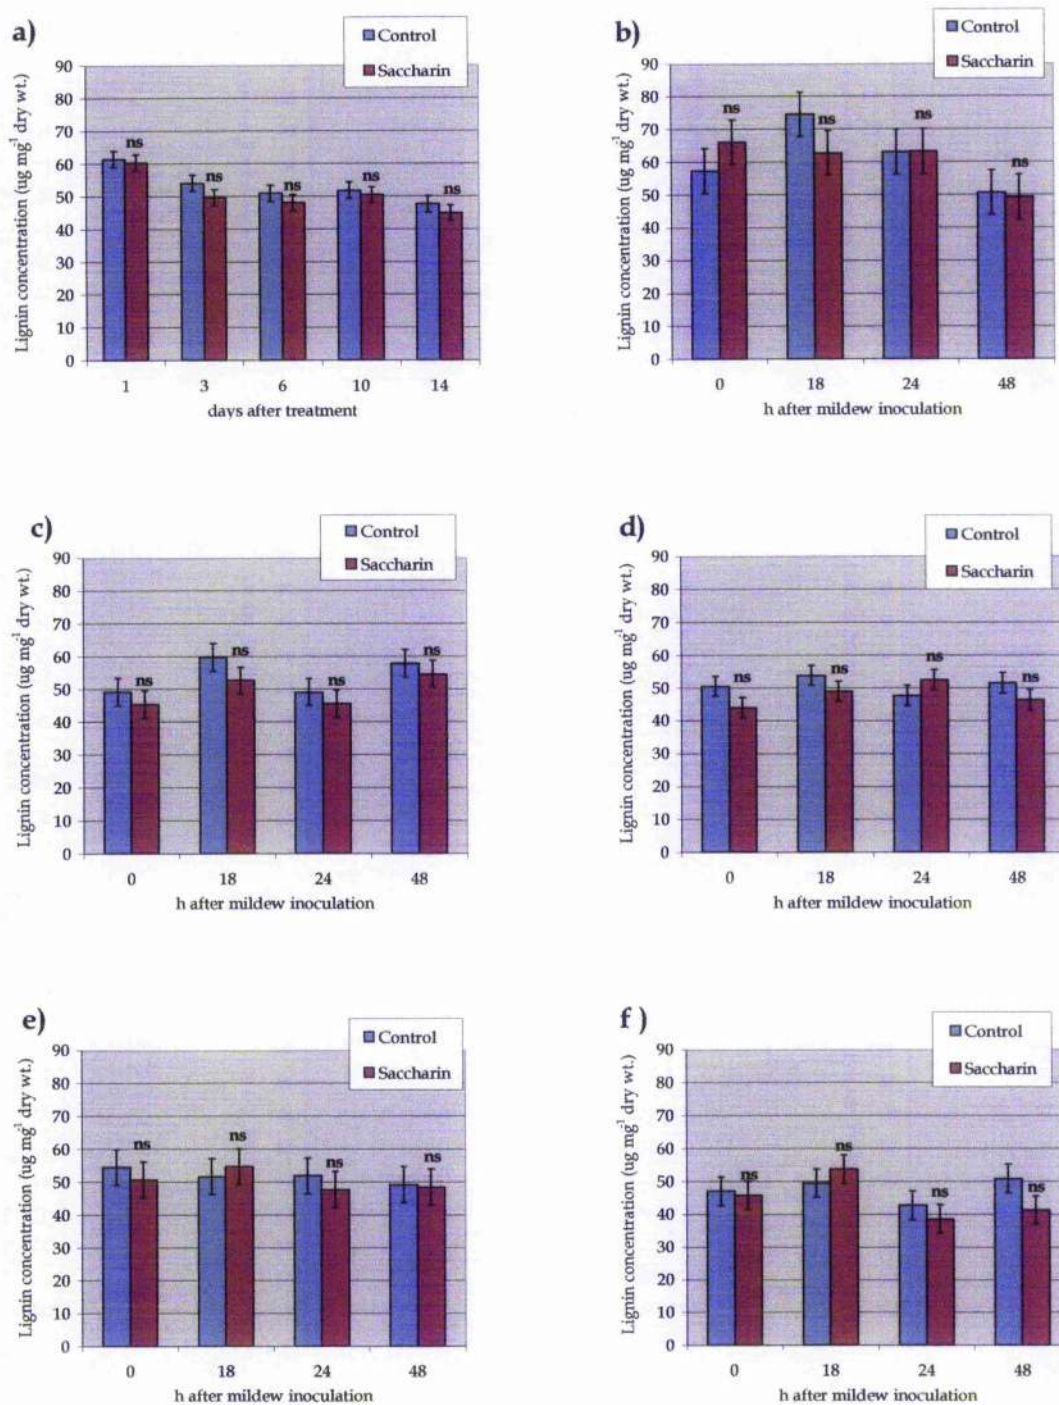 a)
Control
Saccharin
Lignin concentration (ug mg-1 dry wt.)
90
80
70
60
50
40
30
20
10
0
ns
ns
ns
ns
ns
1 3 6 10 14
days after treatment
b)
Control
Saccharin
Lignin concentration (ug mg-1 dry wt.)
90
80
70
60
50
40
30
20
10
0
ns
ns
ns
ns
0 18 24 48
h after mildew inoculation
c)
Control
Saccharin
Lignin concentration (ug mg-1 dry wt.)
90
80
70
60
50
40
30
20
10
0
ns
ns
ns
ns
0 18 24 48
h after mildew inoculation
d)
Control
Saccharin
Lignin concentration (ug mg-1 dry wt.)
90
80
70
60
50
40
30
20
10
0
ns
ns
ns
ns
0 18 24 48
h after mildew inoculation
e)
Control
Saccharin
Lignin concentration (ug mg-1 dry wt.)
90
80
70
60
50
40
30
20
10
0
ns
ns
ns
ns
0 18 24 48
h after mildew inoculation
f )
Control
Saccharin
Lignin concentration (ug mg-1 dry wt.)
90
80
70
60
50
40
30
20
10
0
ns
ns
ns
ns
0 18 24 48
h after mildew inoculation